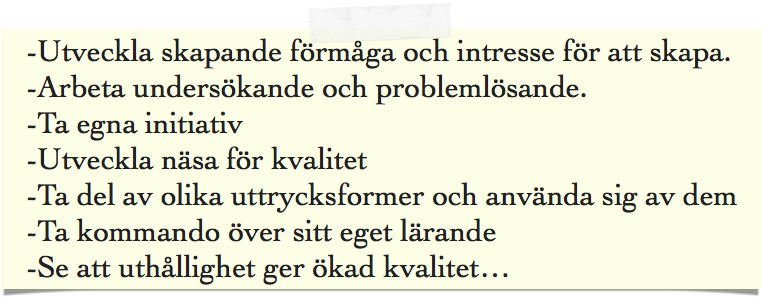 -Utveckla skapande förmåga och intresse för att skapa.
-Arbeta undersökande och problemlösande.
-Ta egna initiativ
-Utveckla näsa för kvalitet
-Ta del av olika uttrycksformer och använda sig av dem
-Ta kommando över sitt eget lärande
-Se att uthållighet ger ökad kvalitet…